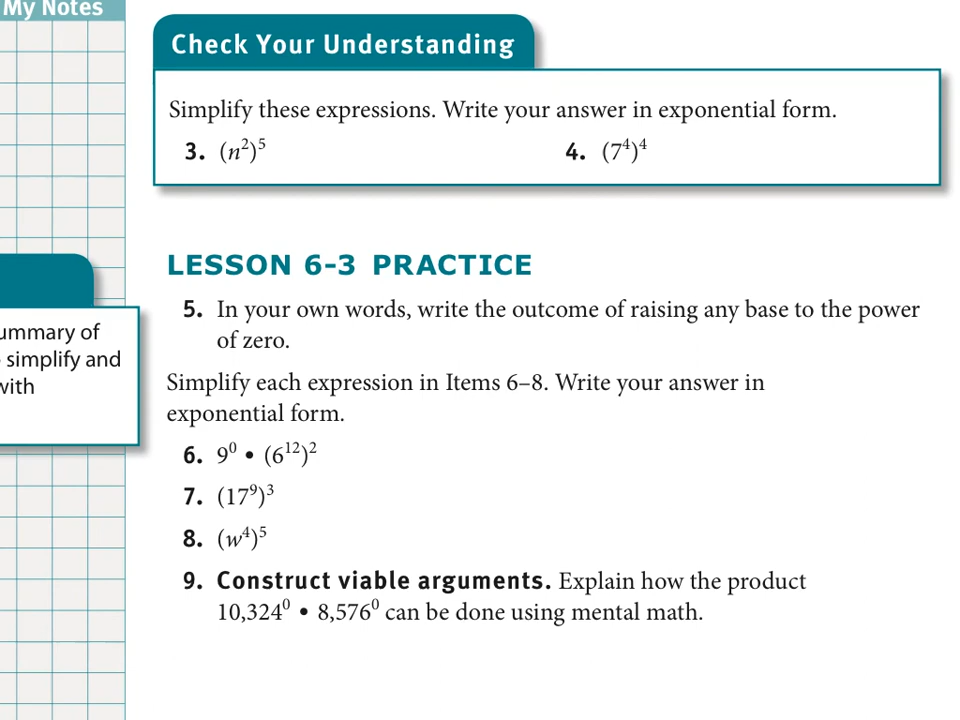 My Notes
Check Your Understanding
Simplify these expressions. Write your answer in exponential form.
3. (n²)⁵
4. (7⁴)⁴
LESSON 6-3 PRACTICE
5. In your own words, write the outcome of raising any base to the power
of zero.
ummary of
simplify and
with
Simplify each expression in Items 6–8. Write your answer in
exponential form.
6. 9⁰ • (6¹²)²
7. (17⁹)³
8. (w⁴)⁵
9. Construct viable arguments. Explain how the product
10,324⁰ • 8,576⁰ can be done using mental math.